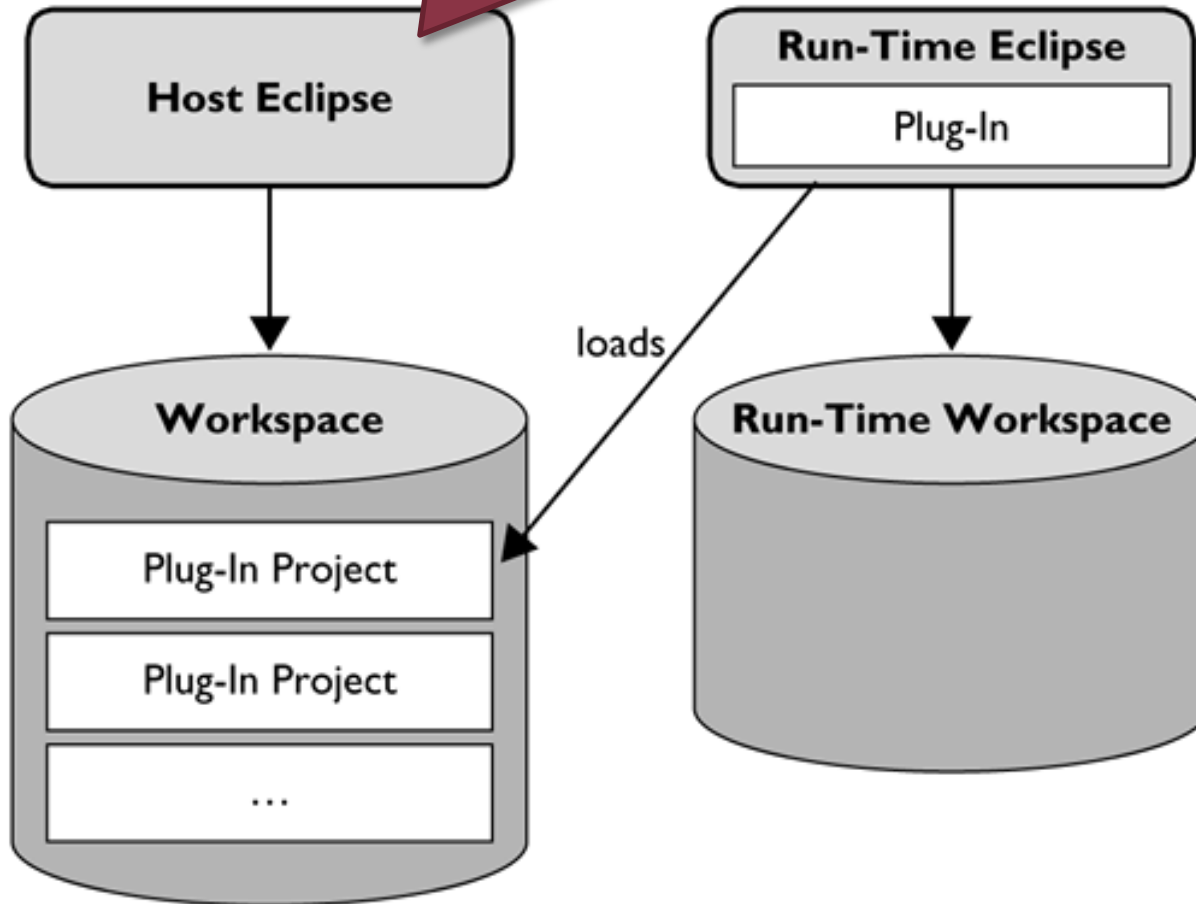 Host Eclipse
Run-Time Eclipse
Plug-In
loads
Workspace
Run-Time Workspace
Plug-In Project
Plug-In Project
...